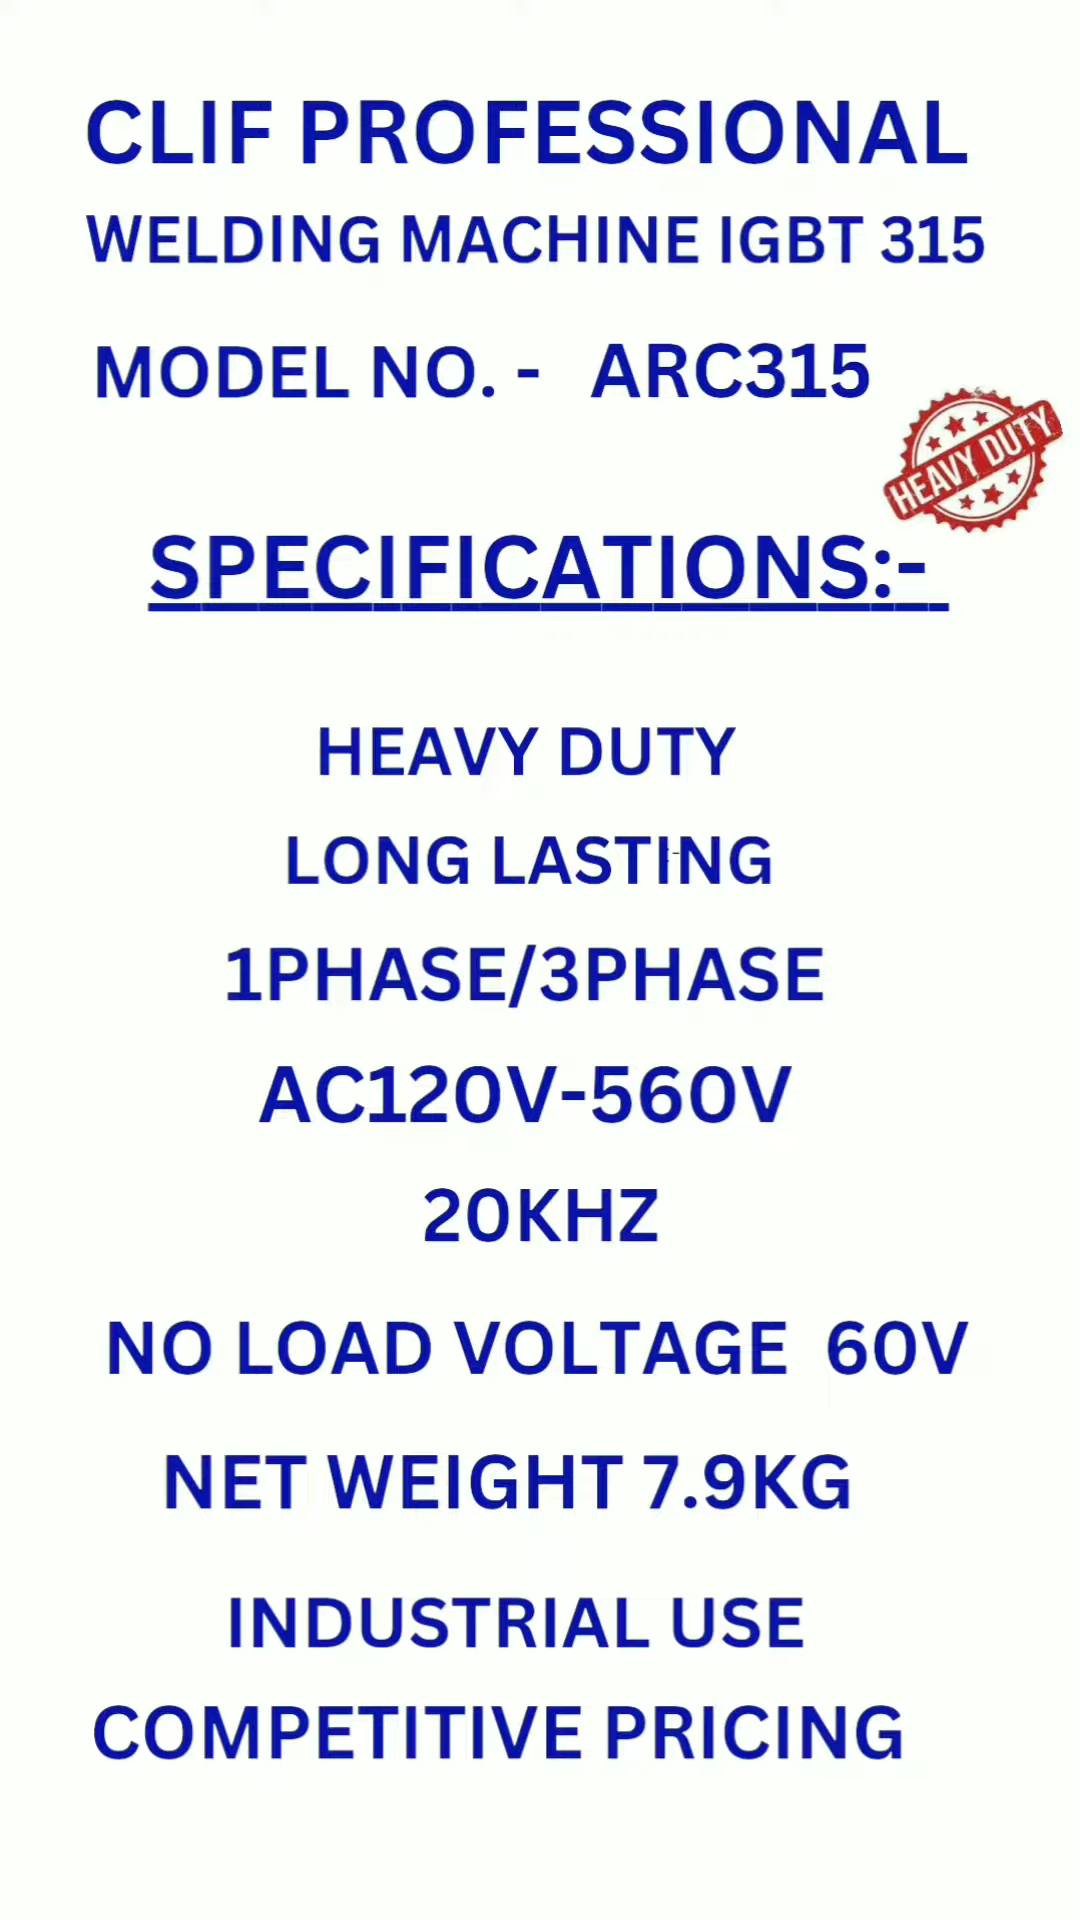 CLIF PROFESSIONAL
WELDING MACHINE IGBT 315
MODEL NO. - ARC315
HEAVY DUTY
SPECIFICATIONS:-
HEAVY DUTY
LONG LASTING
1PHASE/3PHASE
AC120V-560V
20KHZ
NO LOAD VOLTAGE 60V
NET WEIGHT 7.9KG
INDUSTRIAL USE
COMPETITIVE PRICING